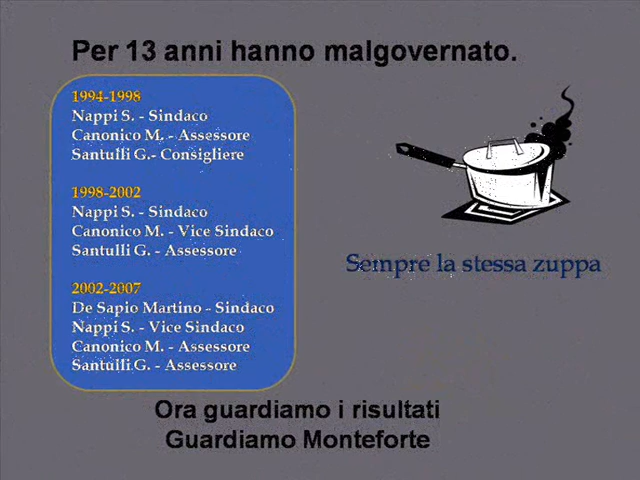 Per 13 anni hanno malgovernato.
1994-1998
Nappi S. - Sindaco
Canonico M. - Assessore
Santulli G.- Consigliere
1998-2002
Nappi S. - Sindaco
Canonico M. - Vice Sindaco
Santulli G. - Assessore
2002-2007
De Sapio Martino - Sindaco
Nappi S. - Vice Sindaco
Canonico M. - Assessore
Santulli G. - Assessore
Sempre la stessa zuppa
Ora guardiamo i risultati
Guardiamo Monteforte